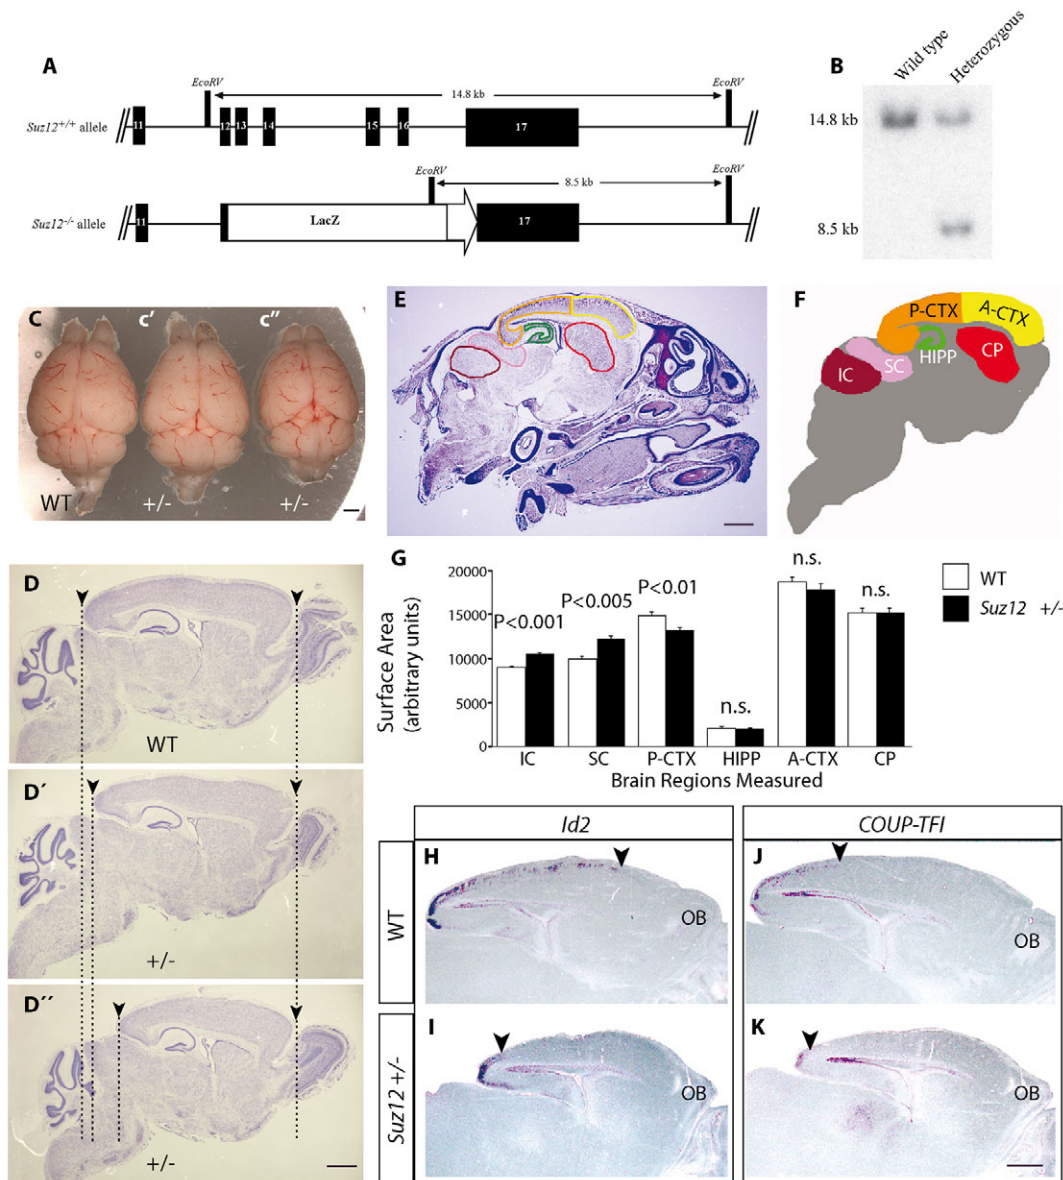 A
EcoRV
14.8 kb
EcoRV
Suz12+/+ allele
11
12
13
14
15
16
17
EcoRV
8.5 kb
EcoRV
Suz12-/- allele
11
LacZ
17
B
Wild type
Heterozygous
14.8 kb
8.5 kb
C
c′
c″
WT
+/-
+/-
E
F
P-CTX
A-CTX
HIPP
CP
SC
IC
D
WT
D′
+/-
D″
+/-
G
Surface Area
(arbitrary units)
20000
15000
10000
5000
0
P<0.001
P<0.005
P<0.01
n.s.
n.s.
n.s.
IC
SC
P-CTX
HIPP
A-CTX
CP
Brain Regions Measured
WT
Suz12 +/-
Id2
COUP-TFI
WT
H
OB
J
OB
Suz12 +/-
I
OB
K
OB